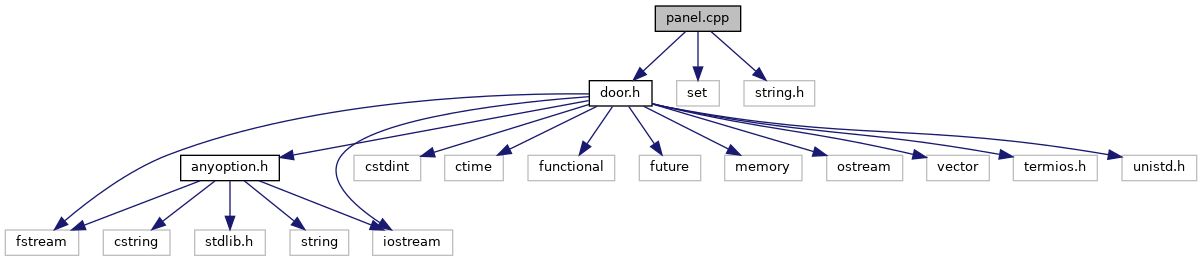 panel.cpp
door.h
set
string.h
anyoption.h
cstdint
ctime
functional
future
memory
ostream
vector
termios.h
unistd.h
fstream
cstring
stdlib.h
string
iostream